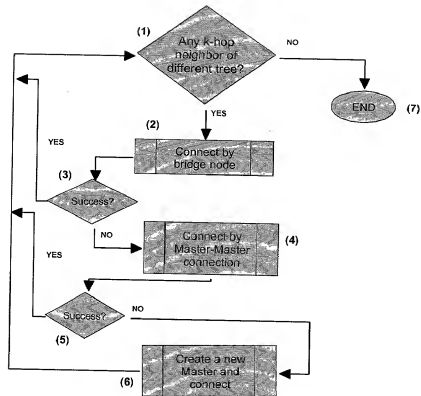 (1)
Any k-hop
neighbor of
different tree?
NO
END
(7)
YES
(2)
Connect by
bridge node
YES
(3)
Success?
NO
Connect by
Master-Master
connection
(4)
YES
Success?
NO
(5)
Create a new
Master and
connect
(6)